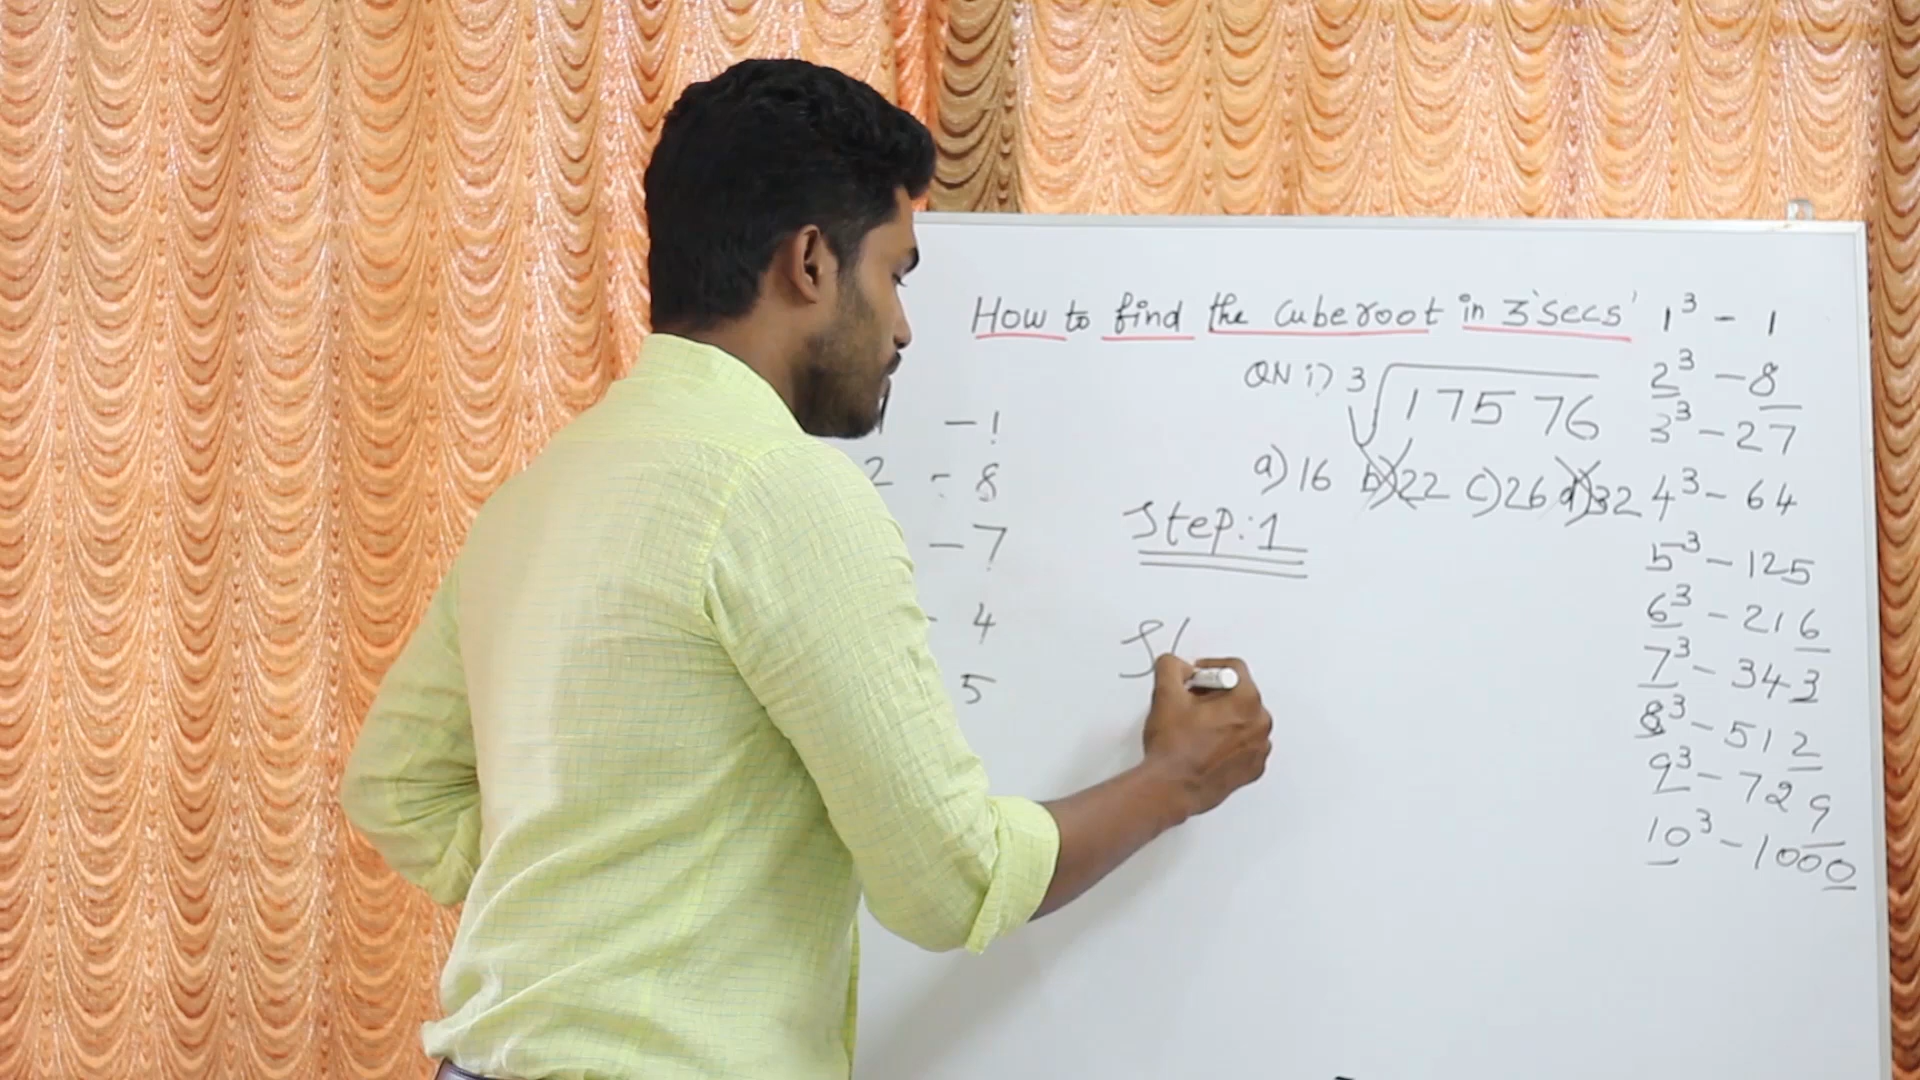 How to find the cuberoot in 3'secs'
QN i) 3√17576
a) 16 b) 22 c) 26 d) 32
Step:1
St
- 1
2 - 8
- 7
- 4
5
1³ - 1
2³ - 8
3³ - 27
4³ - 64
5³ - 125
6³ - 216
7³ - 343
8³ - 512
9³ - 729
10³ - 1000